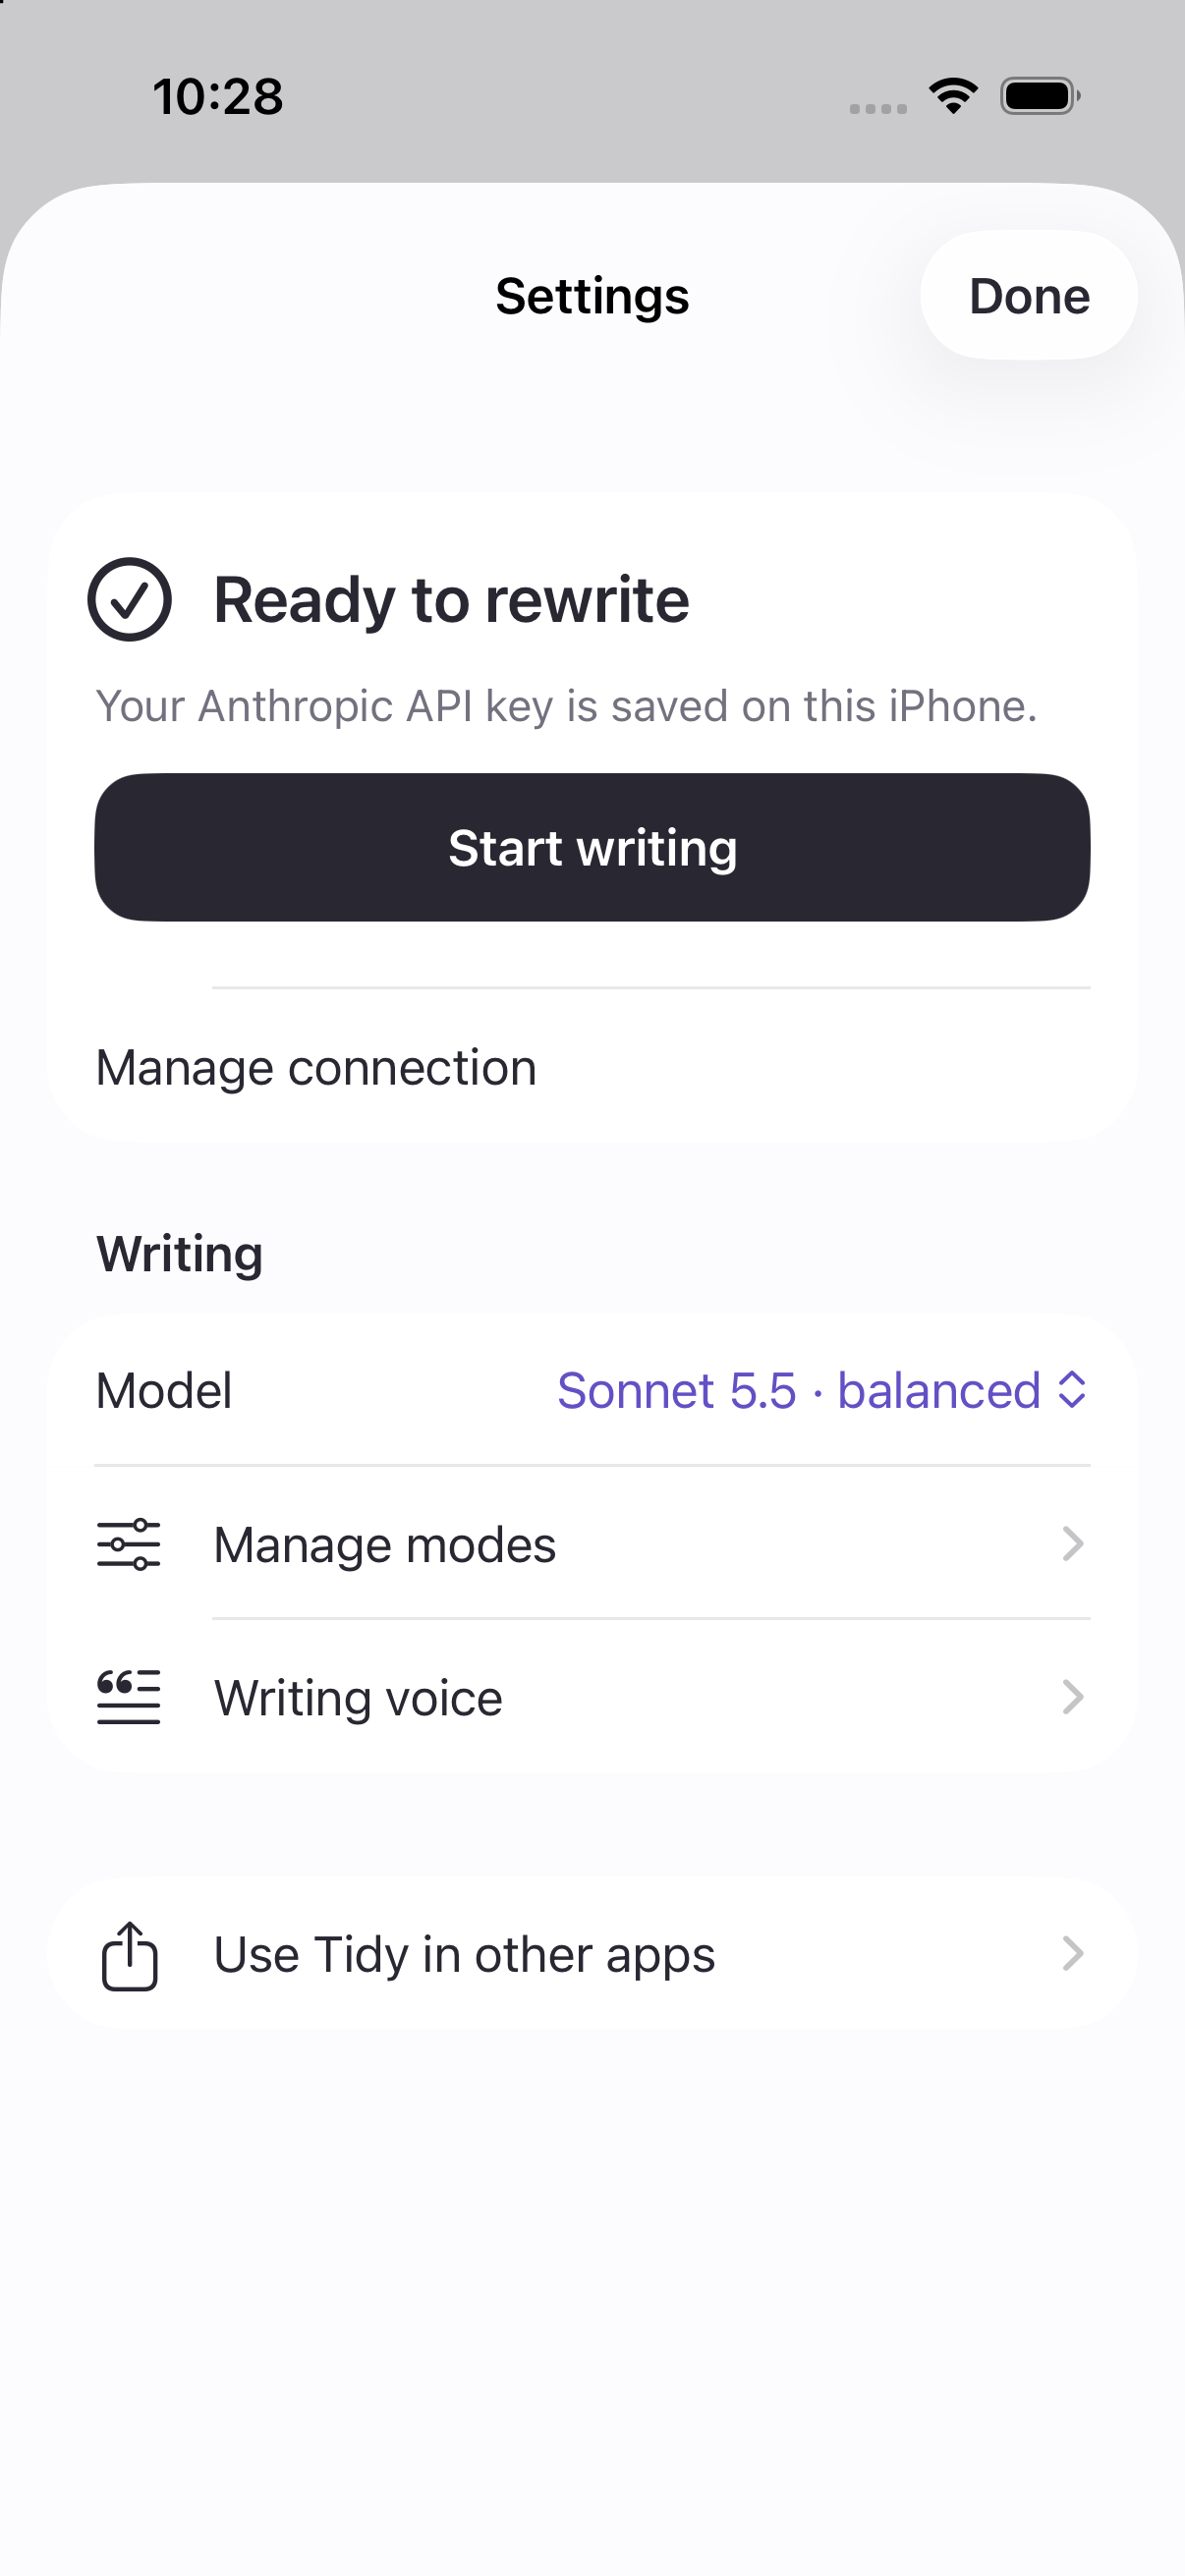 10:28
Settings
Done
Ready to rewrite
Your Anthropic API key is saved on this iPhone.
Start writing
Manage connection
Writing
Model
Sonnet 5.5 · balanced
Manage modes
Writing voice
Use Tidy in other apps